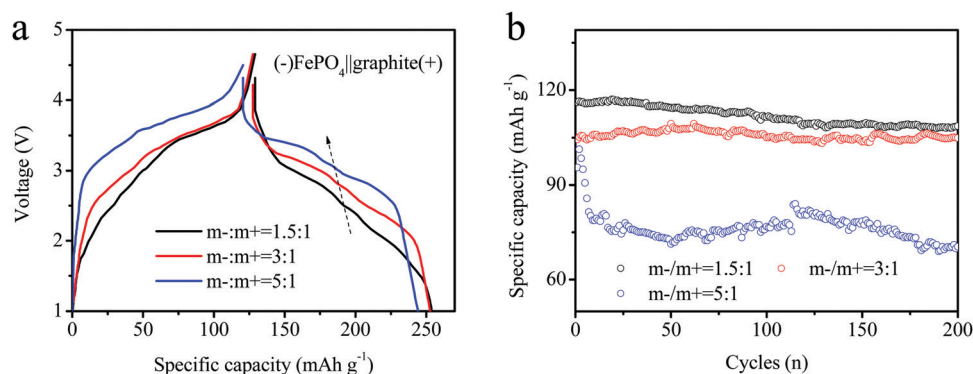 a
(-)FePO4||graphite(+)
Voltage (V)
5
4
3
2
1
m-:m+=1.5:1
m-:m+=3:1
m-:m+=5:1
0
50
100
150
200
250
Specific capacity (mAh g-1)
b
Specific capacity (mAh g-1)
120
90
60
m-/m+=1.5:1
m-/m+=3:1
m-/m+=5:1
0
50
100
150
200
Cycles (n)